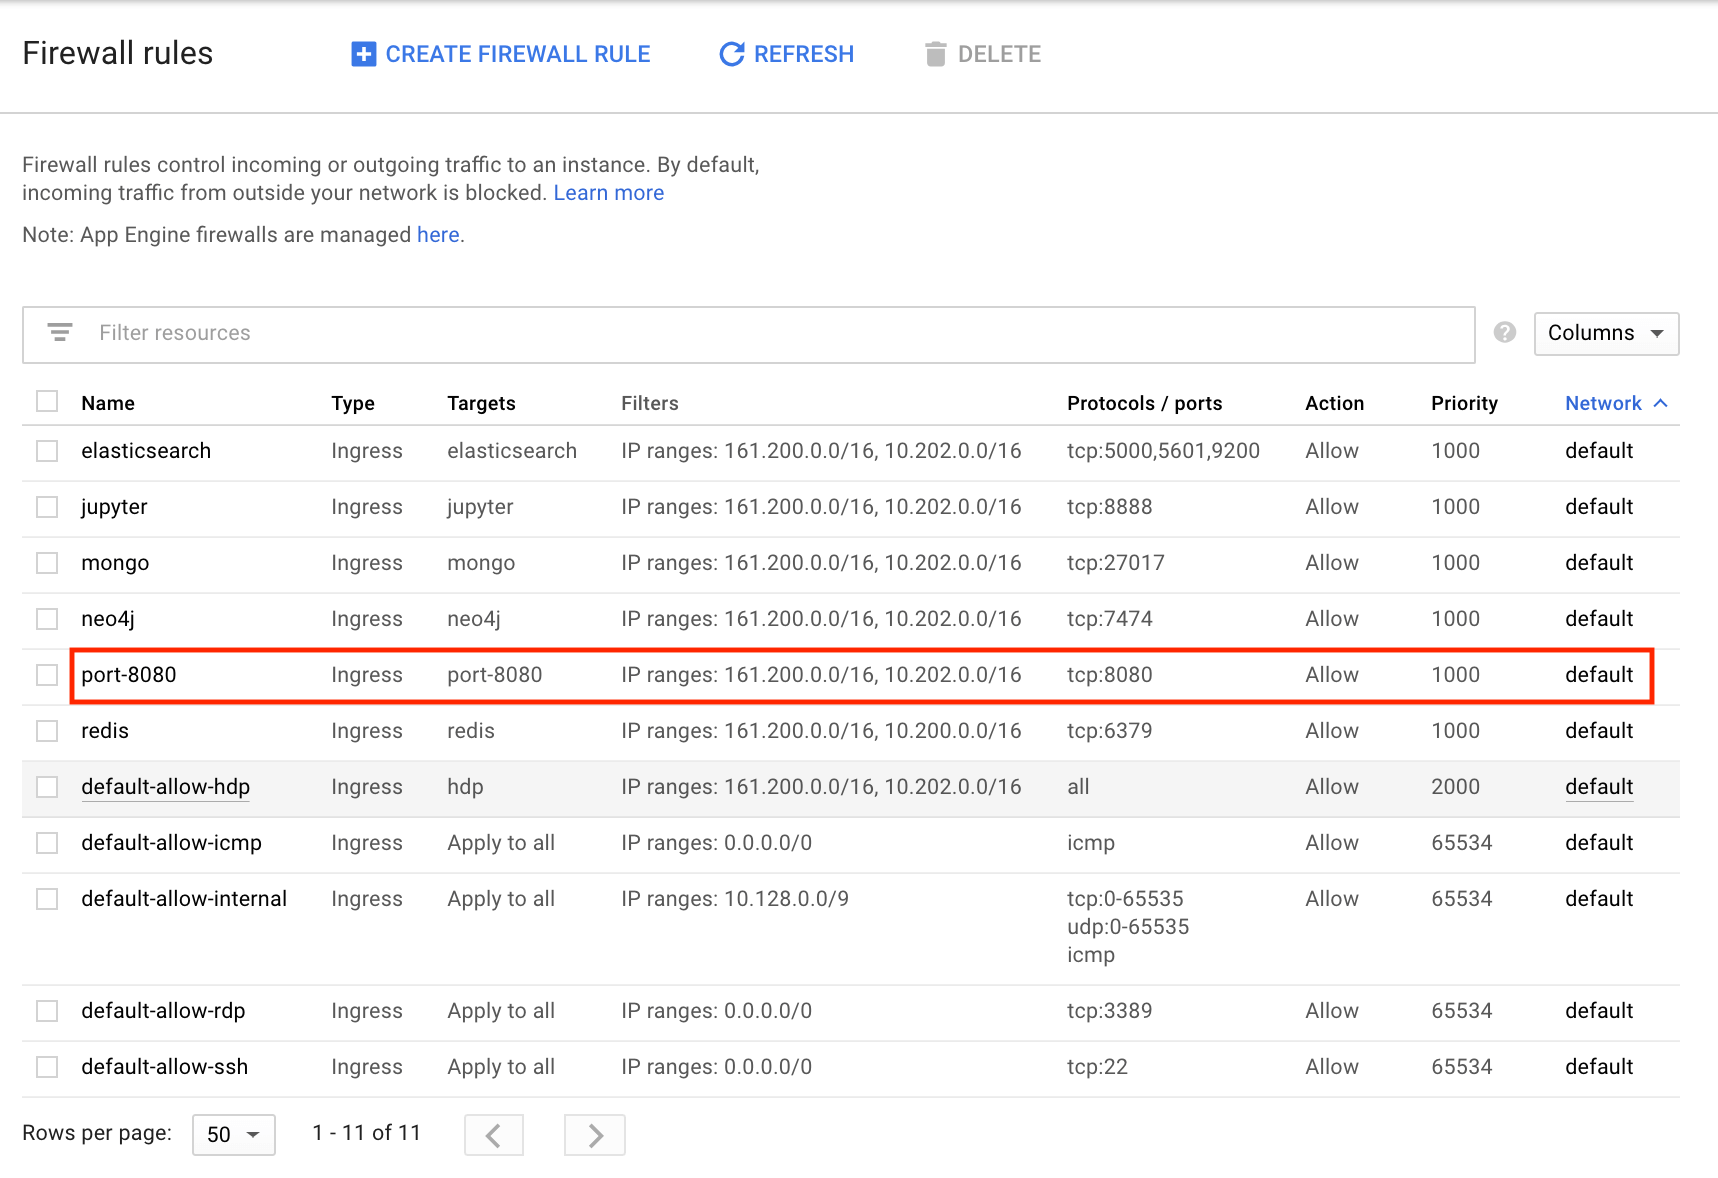 Firewall rules CREATE FIREWALL RULE REFRESH DELETE
Firewall rules control incoming or outgoing traffic to an instance. By default,
incoming traffic from outside your network is blocked. Learn more
Note: App Engine firewalls are managed here.
Filter resources ? Columns
Name Type Targets Filters Protocols / ports Action Priority Network
elasticsearch Ingress elasticsearch IP ranges: 161.200.0.0/16, 10.202.0.0/16 tcp:5000,5601,9200 Allow 1000 default
jupyter Ingress jupyter IP ranges: 161.200.0.0/16, 10.202.0.0/16 tcp:8888 Allow 1000 default
mongo Ingress mongo IP ranges: 161.200.0.0/16, 10.202.0.0/16 tcp:27017 Allow 1000 default
neo4j Ingress neo4j IP ranges: 161.200.0.0/16, 10.202.0.0/16 tcp:7474 Allow 1000 default
port-8080 Ingress port-8080 IP ranges: 161.200.0.0/16, 10.202.0.0/16 tcp:8080 Allow 1000 default
redis Ingress redis IP ranges: 161.200.0.0/16, 10.200.0.0/16 tcp:6379 Allow 1000 default
default-allow-hdp Ingress hdp IP ranges: 161.200.0.0/16, 10.202.0.0/16 all Allow 2000 default
default-allow-icmp Ingress Apply to all IP ranges: 0.0.0.0/0 icmp Allow 65534 default
default-allow-internal Ingress Apply to all IP ranges: 10.128.0.0/9 tcp:0-65535 Allow 65534 default
udp:0-65535
icmp
default-allow-rdp Ingress Apply to all IP ranges: 0.0.0.0/0 tcp:3389 Allow 65534 default
default-allow-ssh Ingress Apply to all IP ranges: 0.0.0.0/0 tcp:22 Allow 65534 default
Rows per page: 50 1 - 11 of 11